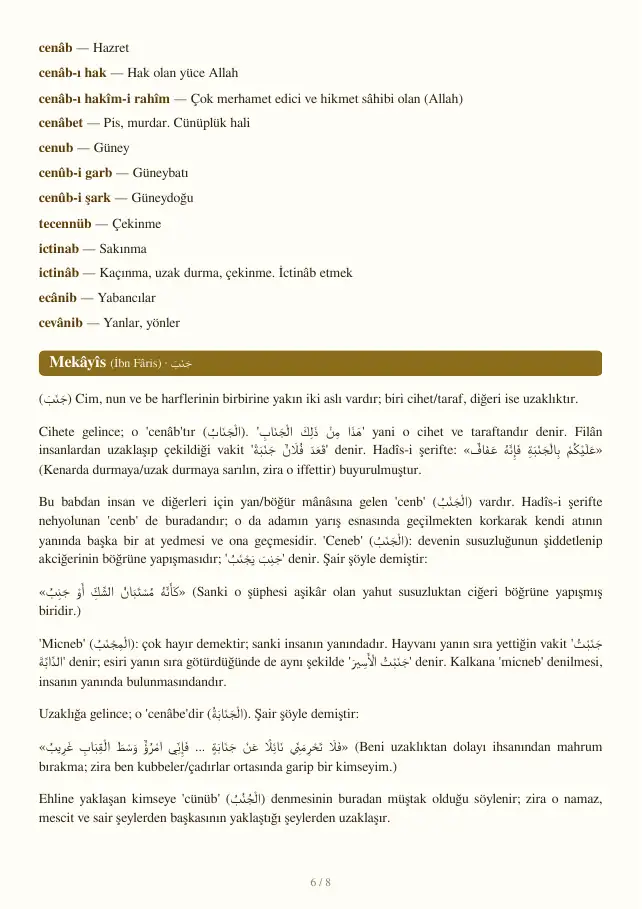 cenâb — Hazret
cenâb-ı hak — Hak olan yüce Allah
cenâb-ı hakîm-i rahîm — Çok merhamet edici ve hikmet sâhibi olan (Allah)
cenâbet — Pis, murdar. Cünüplük hali
cenub — Güney
cenûb-i garb — Güneybatı
cenûb-i şark — Güneydoğu
tecennüb — Çekinme
ictinab — Sakınma
ictinâb — Kaçınma, uzak durma, çekinme. İctinâb etmek
ecânib — Yabancılar
cevânib — Yanlar, yönler
Mekâyîs (İbn Fâris) · جَنْبَ
(جَنْبَ) Cim, nun ve be harflerinin birbirine yakın iki aslı vardır; biri cihet/taraf, diğeri ise uzaklıktır.
Cihete gelince; o 'cenâb'tır (الْجَنَابُ). 'هَذَا مِنْ ذَلِكَ الْجَنَابِ' yani o cihet ve taraftandır denir. Filân
insanlardan uzaklaşıp çekildiği vakit 'قَعَدَ فُلَانٌ جَنْبَةً' denir. Hadîs-i şerifte: «عَلَيْكُمْ بِالْجَنْبَةِ فَإِنَّهُ عَفَافٌ»
(Kenarda durmaya/uzak durmaya sarılın, zira o iffettir) buyurulmuştur.
Bu babdan insan ve diğerleri için yan/böğür mânâsına gelen 'cenb' (الْجَنْبُ) vardır. Hadîs-i şerifte
nehyolunan 'cenb' de buradandır; o da adamın yarış esnasında geçilmekten korkarak kendi atının
yanında başka bir at yedmesi ve ona geçmesidir. 'Ceneb' (الْجَنَبُ): devenin susuzluğunun şiddetlenip
akciğerinin böğrüne yapışmasıdır; 'جَنِبَ يَجْنَبُ' denir. Şair şöyle demiştir:
«كَأَنَّهُ مُسْتَبَانُ الشَّكِّ أَوْ جَنِبُ» (Sanki o şüphesi aşikâr olan yahut susuzluktan ciğeri böğrüne yapışmış
biridir.)
'Micneb' (الْمِجْنَبُ): çok hayır demektir; sanki insanın yanındadır. Hayvanı yanın sıra yettiğin vakit 'جَنَبْتُ
الدَّابَّةَ' denir; esiri yanın sıra götürdüğünde de aynı şekilde 'جَنَبْتُ الْأَسِيرَ' denir. Kalkana 'micneb' denilmesi,
insanın yanında bulunmasındandır.
Uzaklığa gelince; o 'cenâbe'dir (الْجَنَابَةُ). Şair şöyle demiştir:
«فَلَا تَحْرِمَنِّي نَائِلًا عَنْ جَنَابَةٍ ... فَإِنِّي امْرُؤٌ وَسْطَ الْقِبَابِ غَرِيبُ» (Beni uzaklıktan dolayı ihsanından mahrum
bırakma; zira ben kubbeler/çadırlar ortasında garip bir kimseyim.)
Ehline yaklaşan kimseye 'cünüb' (الْجُنُبُ) denmesinin buradan müştak olduğu söylenir; zira o namaz,
mescit ve sair şeylerden başkasının yaklaştığı şeylerden uzaklaşır.
6 / 8